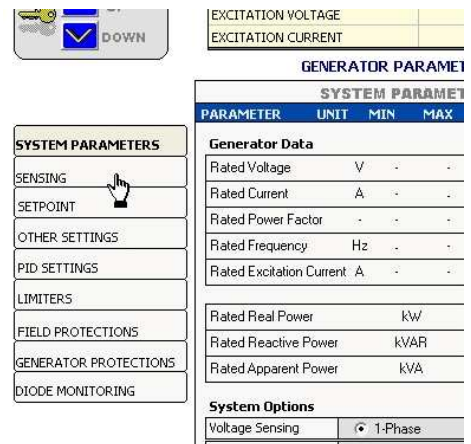 DOWN
EXCITATION VOLTAGE
EXCITATION CURRENT
GENERATOR PARAMET
SYSTEM PARAMET
PARAMETER UNIT MIN MAX
SYSTEM PARAMETERS
SENSING
SETPOINT
OTHER SETTINGS
PID SETTINGS
LIMITERS
FIELD PROTECTIONS
GENERATOR PROTECTIONS
DIODE MONITORING
Generator Data
Rated Voltage V - -
Rated Current A - -
Rated Power Factor - - -
Rated Frequency Hz - -
Rated Excitation Current A - -
Rated Real Power kW
Rated Reactive Power kVAR
Rated Apparent Power kVA
System Options
Voltage Sensing 1-Phase